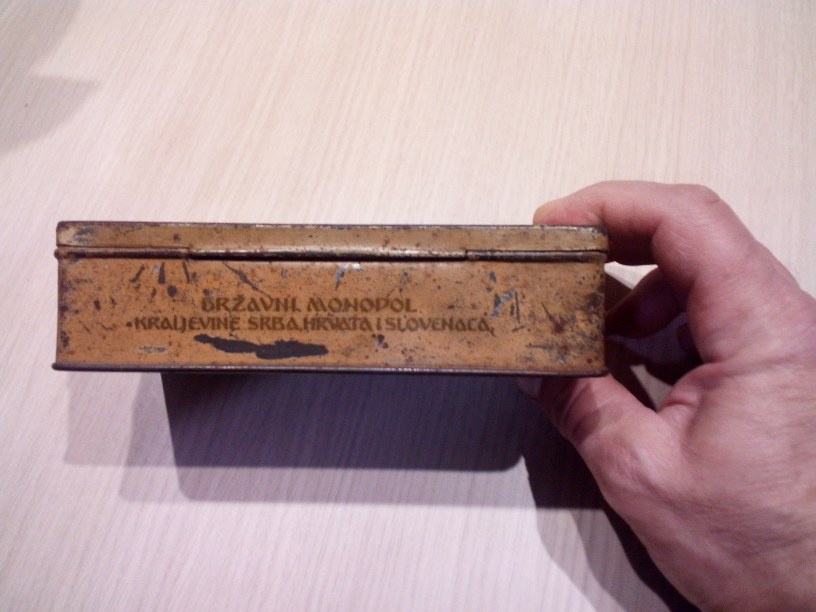 DRŽAVNI MONOPOL
KRALJEVINE SRBA, HRVATA I SLOVENACA,